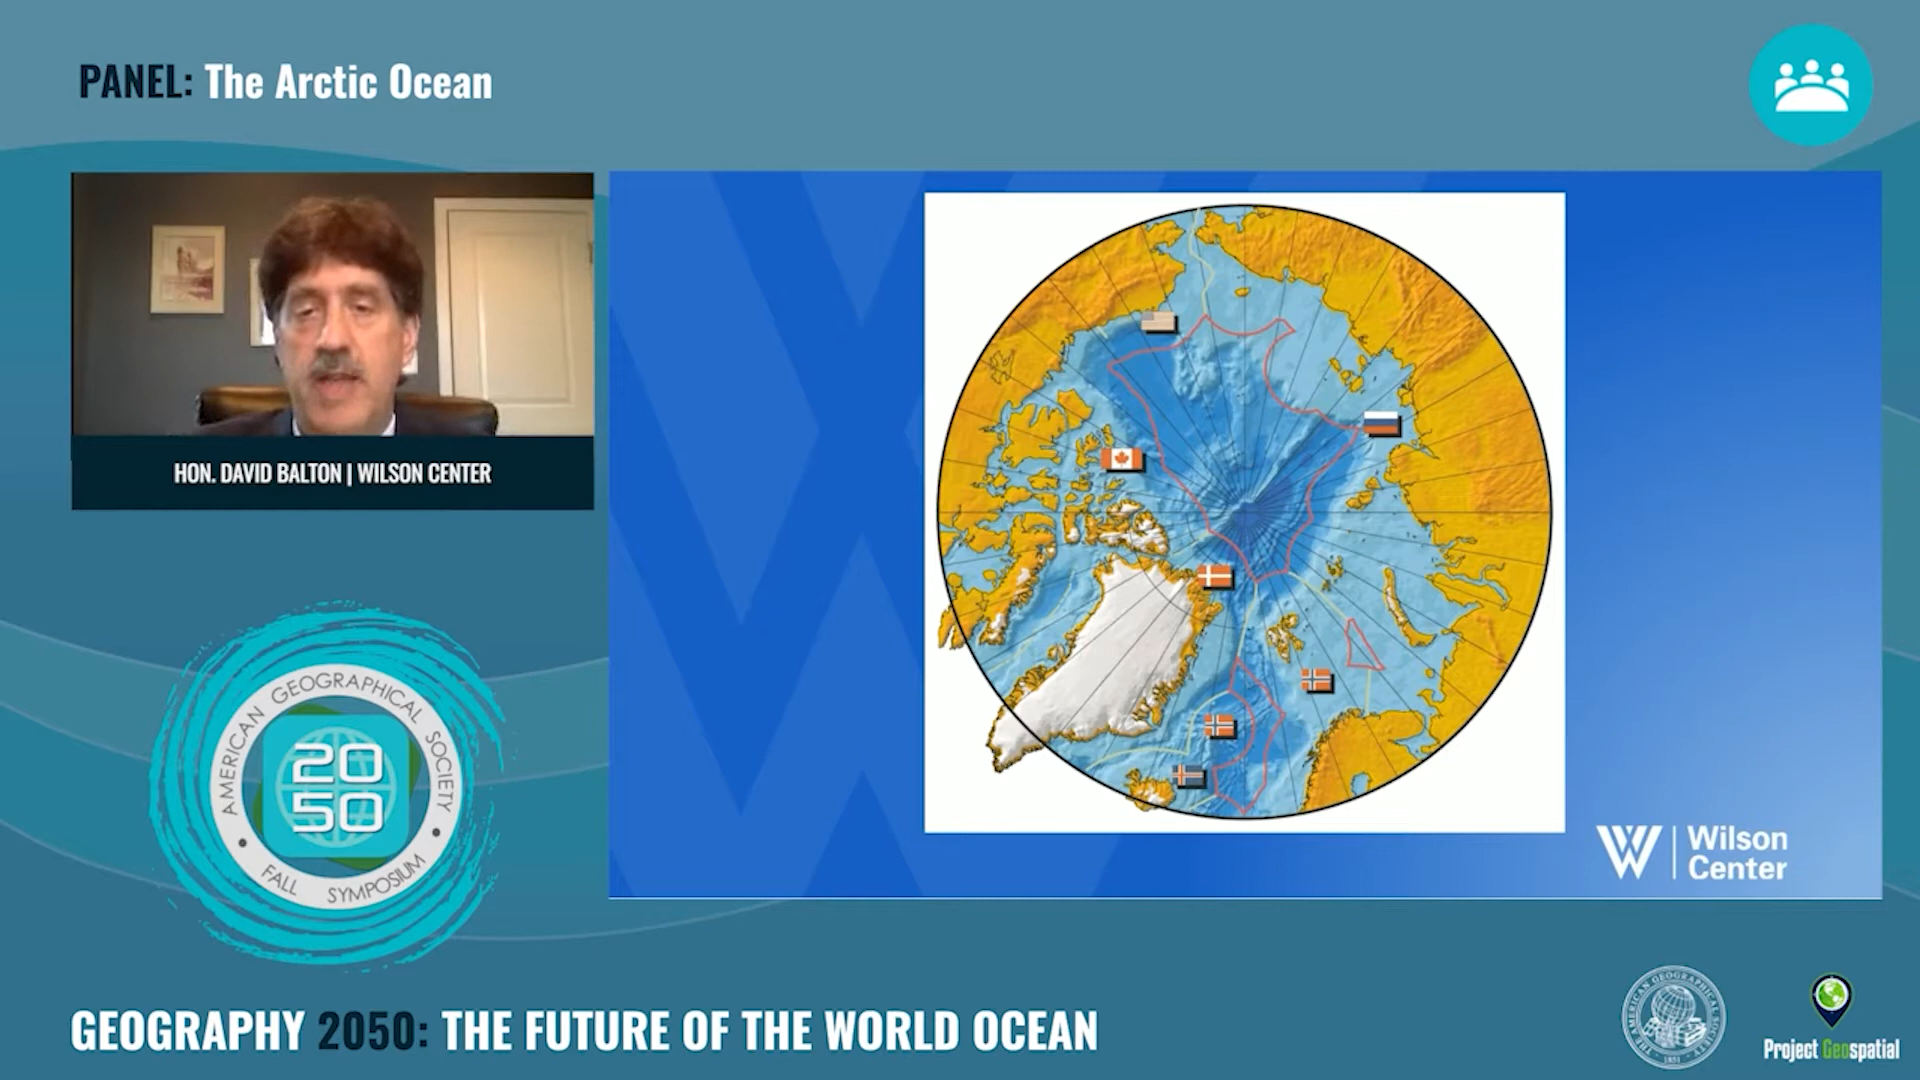 PANEL: The Arctic Ocean
HON. DAVID BALTON | WILSON CENTER
AMERICAN GEOGRAPHICAL SOCIETY
2050
FALL SYMPOSIUM
W | Wilson
Center
GEOGRAPHY 2050: THE FUTURE OF THE WORLD OCEAN
Project Geospatial